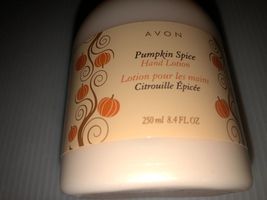 AVON
Pumpkin Spice
Hand Lotion
Lotion pour les mains
Citrouille Épicée
250 ml 8.4 FL.OZ